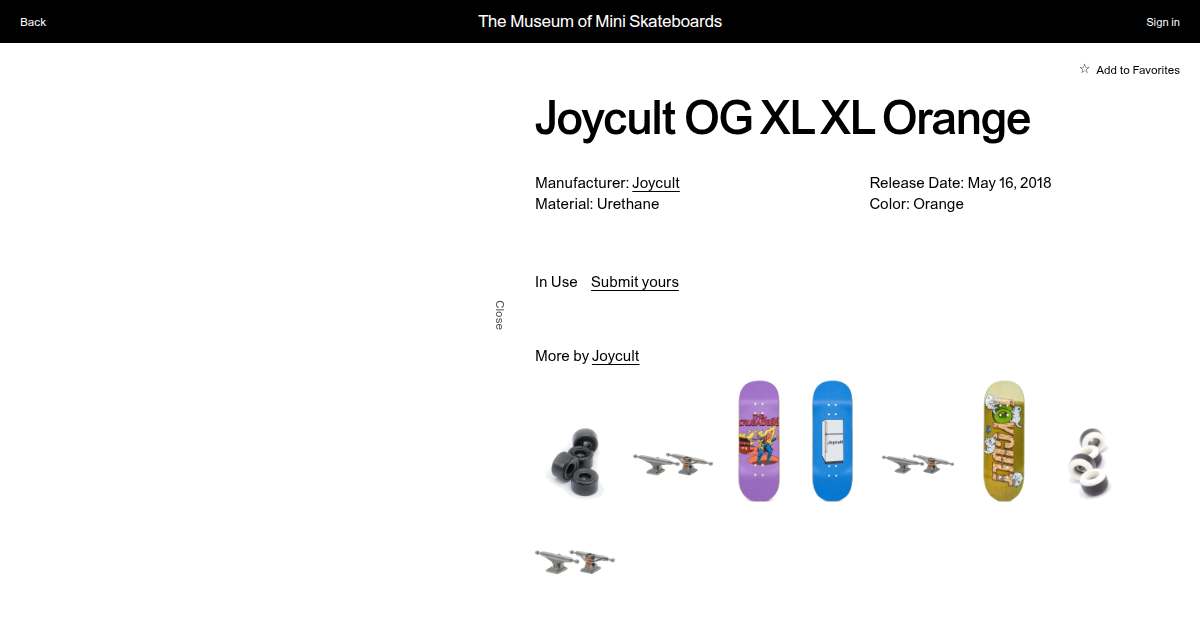 Back
The Museum of Mini Skateboards
Sign in
☆ Add to Favorites
Joycult OG XL XL Orange
Manufacturer: Joycult
Release Date: May 16, 2018
Material: Urethane
Color: Orange
In Use Submit yours
Close
More by Joycult
JOYCULT